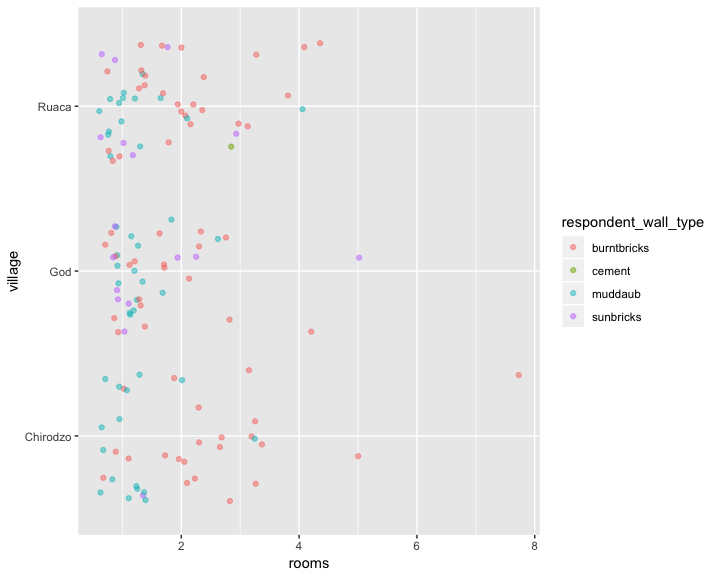 respondent_wall_type
burntbricks
cement
muddaub
sunbricks
village
Ruaca
God
Chirodzo
2 4 6 8
rooms